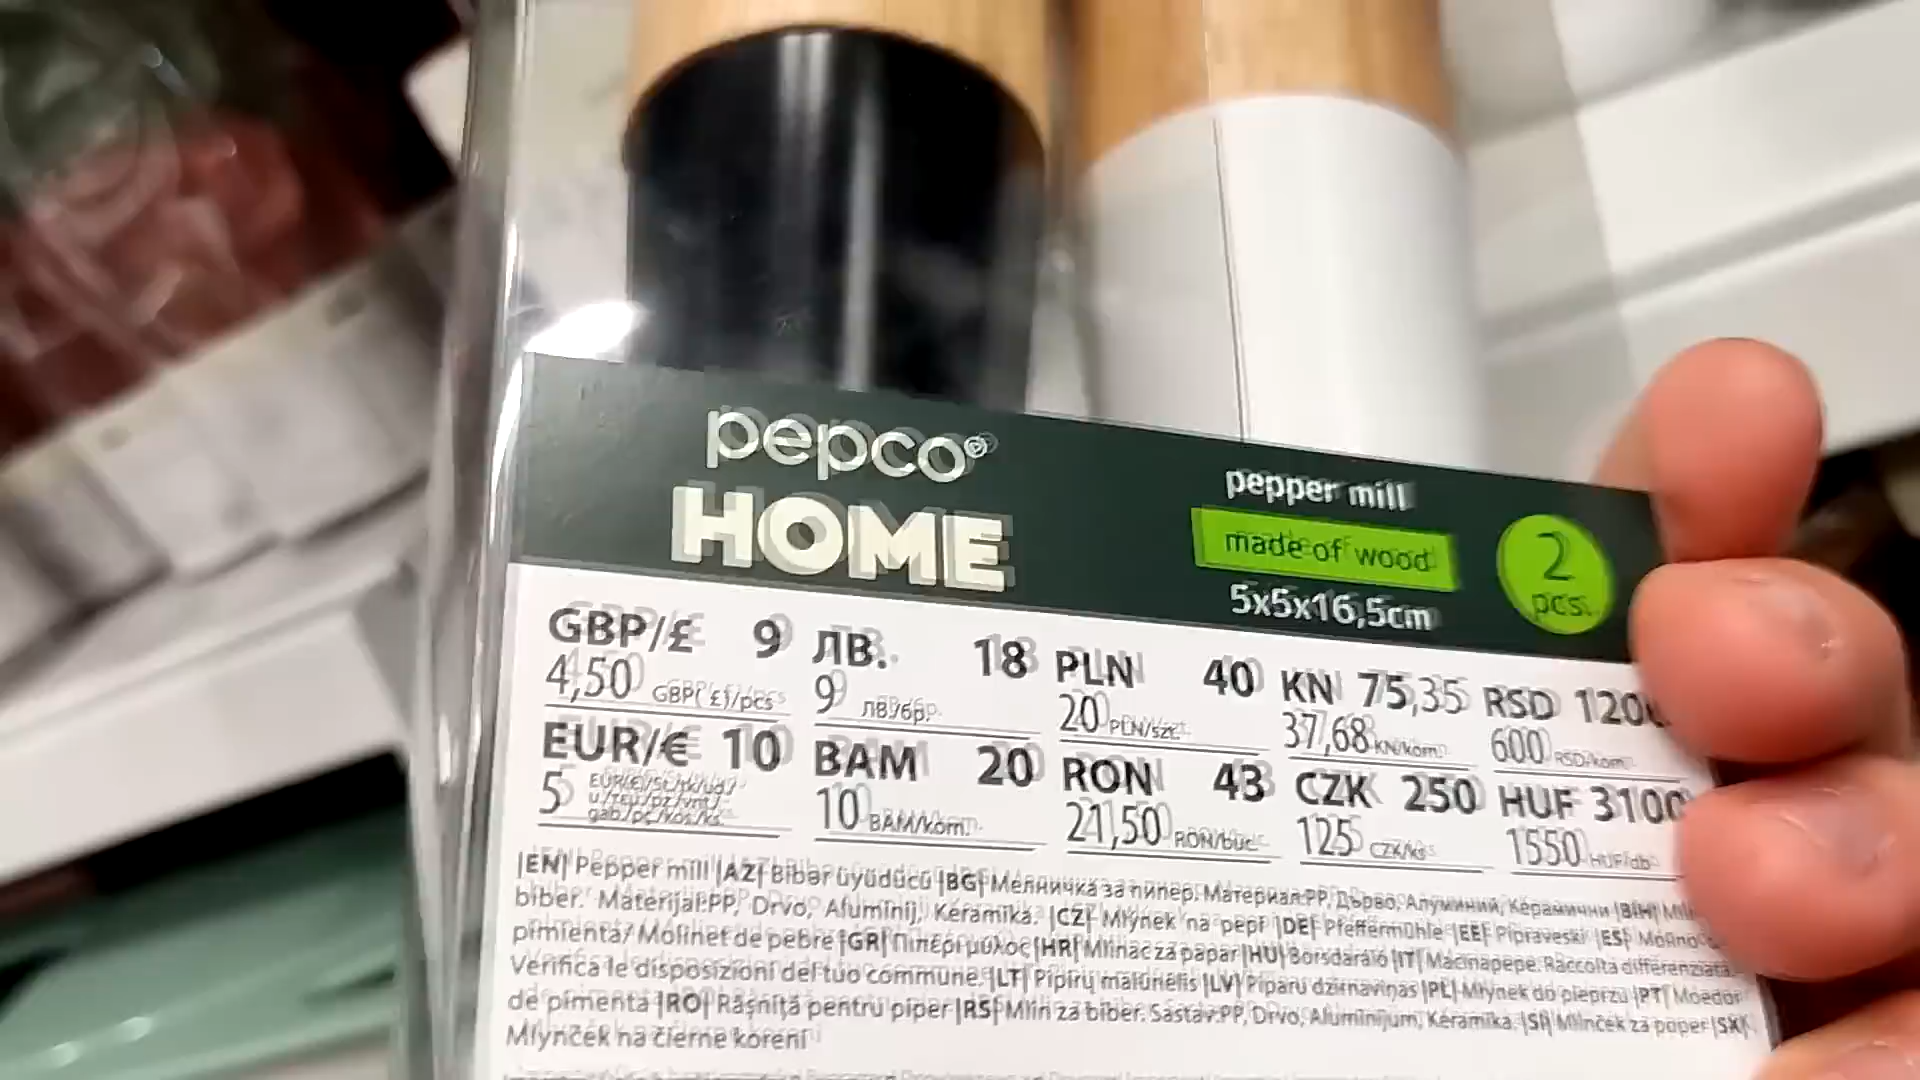 pepco®
HOME
pepper mill
made of wood
5x5x16,5cm
2
pcs.
GBP/£ 9 ЛВ. 18 PLN 40 KN 75,35 RSD 120
4,50 GBP(£)/pcs 9 лв/бр. 20 PLN/szt. 37,68 KN/kom. 600 RSD/kom.
EUR/€ 10 BAM 20 RON 43 CZK 250 HUF 3100
5 10 BAM/kom. 21,50 RON/buc 125 CZK/ks 1550 HUF/db
|EN| Pepper mill |AZ| Bibar üyüdücü |BG| Мелничка за пипер. Материал:PP, Дърво, Алуминий, Керамични |BIH|
biber. Materijal:PP, Drvo, Aluminij, Keramika. |CZ| Mlýnek na pepř |DE| Pfeffermühle |EE| Pipraveski |ES| Molino
pimienta/ Molinet de pebre |GR| Πιπέρι μύλος |HR| Mlinac za papar |HU| Borsdaráló |IT| Macinapepe. Raccolta differenziata.
Verifica le disposizioni del tuo commune. |LT| Pipirų malūnėlis |LV| Piparu dzirnaviņas |PL| Młynek do pieprzu |PT| Moedor
de pimenta |RO| Râșniță pentru piper |RS| Mlin za biber. Sastav:PP, Drvo, Aluminijum, Keramika. |SI| Mlinček za poper |SK|
Mlynček na čierne korení